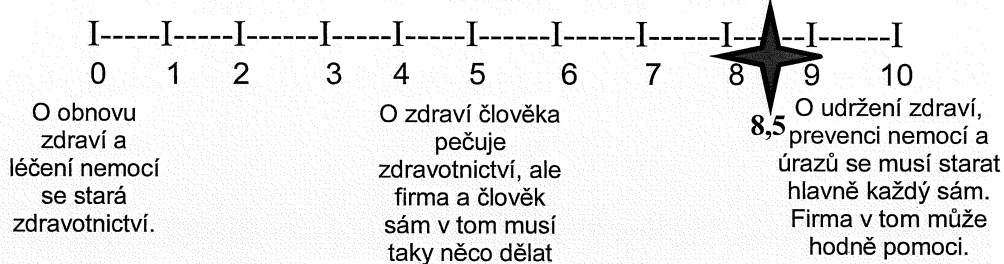 I-----I-----I------I-----I-----I------I------I------I------I------I
0 1 2 3 4 5 6 7 8 9 10
8,5
O obnovu
zdraví a
léčení nemocí
se stará
zdravotnictví.
O zdraví člověka
pečuje
zdravotnictví, ale
firma a člověk
sám v tom musí
taky něco dělat
O udržení zdraví,
prevenci nemocí a
úrazů se musí starat
hlavně každý sám.
Firma v tom může
hodně pomoci.